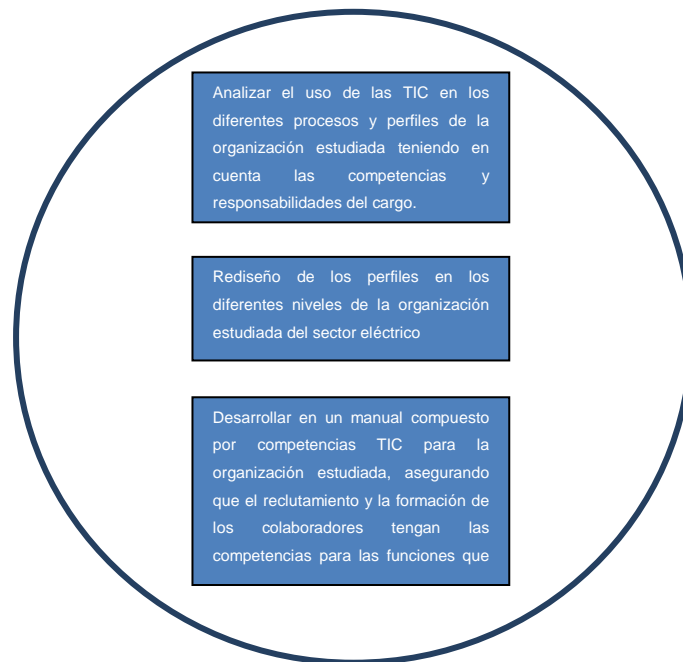 Analizar el uso de las TIC en los
diferentes procesos y perfiles de la
organización estudiada teniendo en
cuenta las competencias y
responsabilidades del cargo.
Rediseño de los perfiles en los
diferentes niveles de la organización
estudiada del sector eléctrico
Desarrollar en un manual compuesto
por competencias TIC para la
organización estudiada, asegurando
que el reclutamiento y la formación de
los colaboradores tengan las
competencias para las funciones que